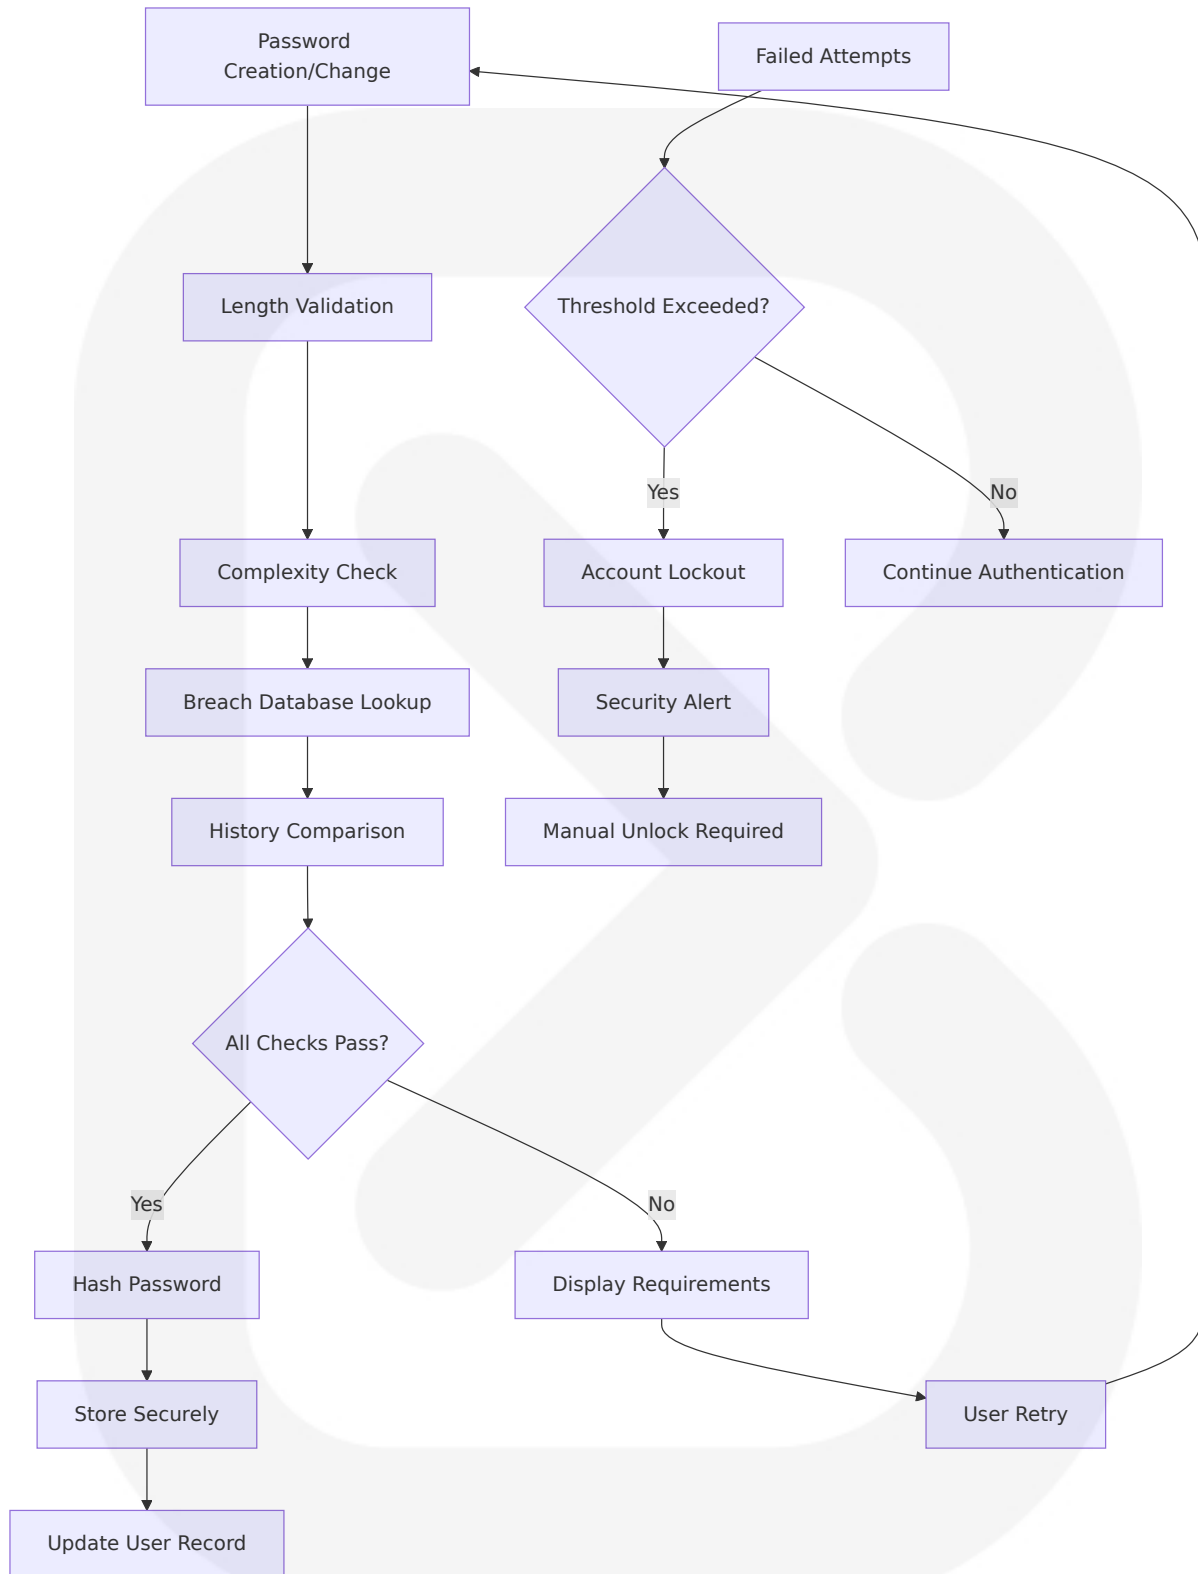 Password
Creation/Change
Failed Attempts
Length Validation
Threshold Exceeded?
Yes
No
Complexity Check
Account Lockout
Continue Authentication
Breach Database Lookup
Security Alert
History Comparison
Manual Unlock Required
All Checks Pass?
Yes
No
Hash Password
Display Requirements
Store Securely
User Retry
Update User Record